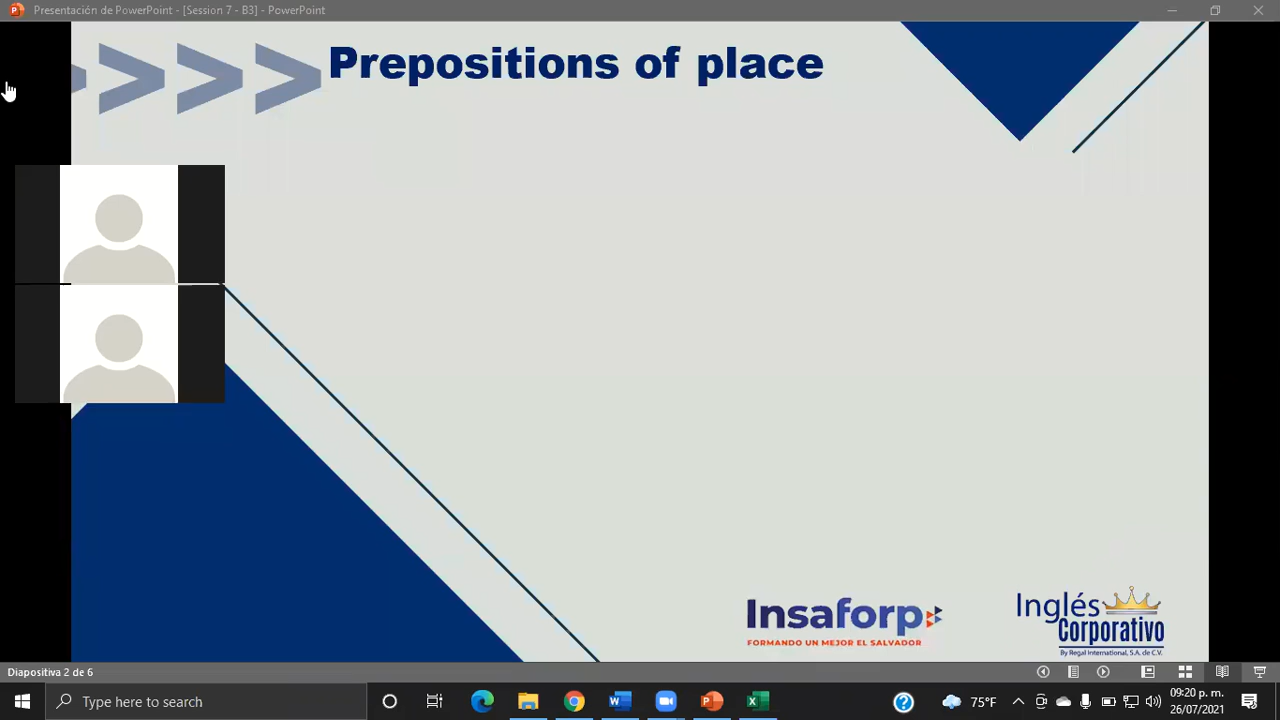 Presentación de PowerPoint - [Session 7 - B3] - PowerPoint
>>>> Prepositions of place
Insaforp
FORMANDO UN MEJOR EL SALVADOR
Inglés
Corporativo
By Regal International, S.A. de C.V.
Diapositiva 2 de 6
Type here to search
75°F
09:20 p. m.
26/07/2021